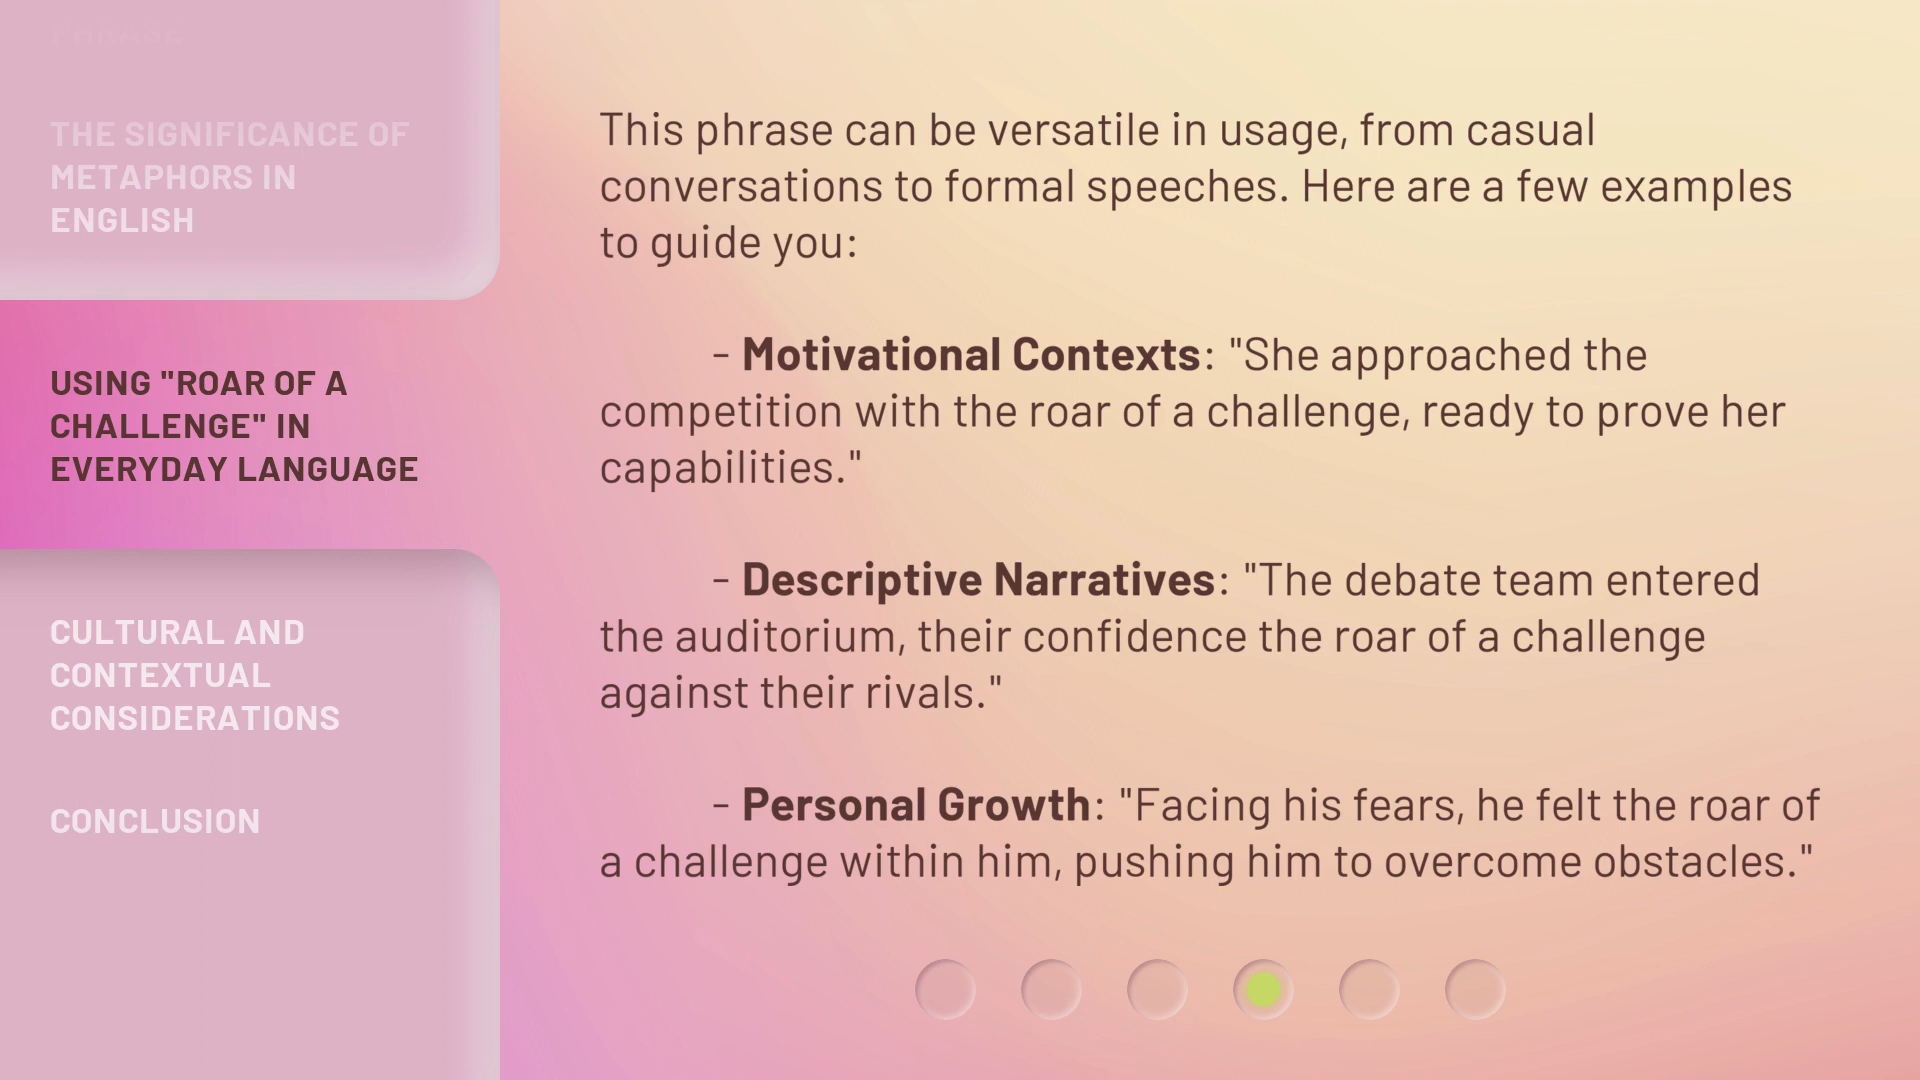 PHRASE
THE SIGNIFICANCE OF
METAPHORS IN
ENGLISH
USING "ROAR OF A
CHALLENGE" IN
EVERYDAY LANGUAGE
CULTURAL AND
CONTEXTUAL
CONSIDERATIONS
CONCLUSION
This phrase can be versatile in usage, from casual
conversations to formal speeches. Here are a few examples
to guide you:
- Motivational Contexts: "She approached the
competition with the roar of a challenge, ready to prove her
capabilities."
- Descriptive Narratives: "The debate team entered
the auditorium, their confidence the roar of a challenge
against their rivals."
- Personal Growth: "Facing his fears, he felt the roar of
a challenge within him, pushing him to overcome obstacles."